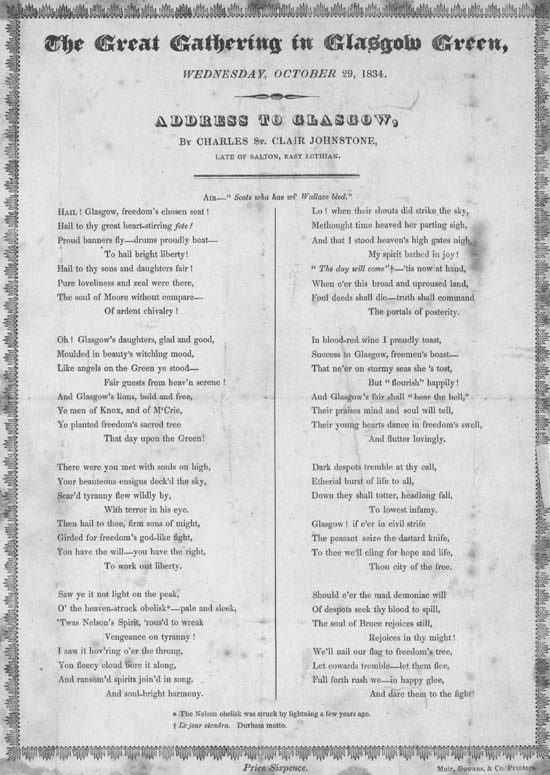 The Great Gathering in Glasgow Green,
WEDNESDAY, OCTOBER 29, 1834.
ADDRESS TO GLASGOW,
BY CHARLES ST. CLAIR JOHNSTONE,
LATE OF SALTON, EAST LOTHIAN.
AIR—"Scots wha hae wi' Wallace bled."
HAIL! Glasgow, freedom's chosen seat!
Hail to thy great heart-stirring fete!
Proud banners fly—drums proudly beat—
To hail bright liberty!
Hail to thy sons and daughters fair!
Pure loveliness and zeal were there,
The soul of Moore without compare—
Of ardent chivalry!
Oh! Glasgow's daughters, glad and good,
Moulded in beauty's witching mood,
Like angels on the Green ye stood—
Fair guests from heav'n serene!
And Glasgow's lions, bold and free,
Ye men of Knox, and of M'Crie,
Ye planted freedom's sacred tree
That day upon the Green!
There were you met with souls on high,
Your beauteous ensigns deck'd the sky,
Scar'd tyranny flew wildly by,
With terror in his eye.
Then hail to thee, firm sons of might,
Girded for freedom's god-like fight,
You have the will—you have the right,
To work out liberty.
Saw ye it not light on the peak,
O' the heaven-struck obelisk*—pale and sleek,
'Twas Nelson's Spirit, 'rous'd to wreak
Vengeance on tyranny!
I saw it hov'ring o'er the throng,
Yon fleecy cloud bore it along,
And ransom'd spirits join'd in song.
And soul-bright harmony.
Lo! when their shouts did strike the sky,
Methought time heaved her parting sigh,
And that I stood heaven's high gates nigh,
My spirit bathed in joy!
"The day will come"†—'tis now at hand,
When o'er this broad and uproused land,
Foul deeds shall die—truth shall command
The portals of posterity.
In blood-red wine I proudly toast,
Success to Glasgow, freemen's boast—
That ne'er on stormy seas she's tost,
But "flourish" happily!
And Glasgow's fair shall "bear the bell,"
Their praises mind and soul will tell,
Their young hearts dance in freedom's swell,
And flutter lovingly.
Dark despots tremble at thy call,
Etherial burst of life to all,
Down they shall totter, headlong fall,
To lowest infamy.
Glasgow! if e'er in civil strife
The peasant seize the dastard knife,
To thee we'll cling for hope and life,
Thou city of the free.
Should e'er the mad demoniac will
Of despots seek thy blood to spill,
The soul of Bruce rejoices still,
Rejoices in thy might!
We'll nail our flag to freedom's tree,
Let cowards tremble—let them flee,
Full forth rush we—in happy glee,
And dare them to the fight!
* The Nelson obelisk was struck by lightning a few years ago.
† Le jour viendra. Durham motto.
Price Sixpence.
Muir, Gowans, & Co. Printers.